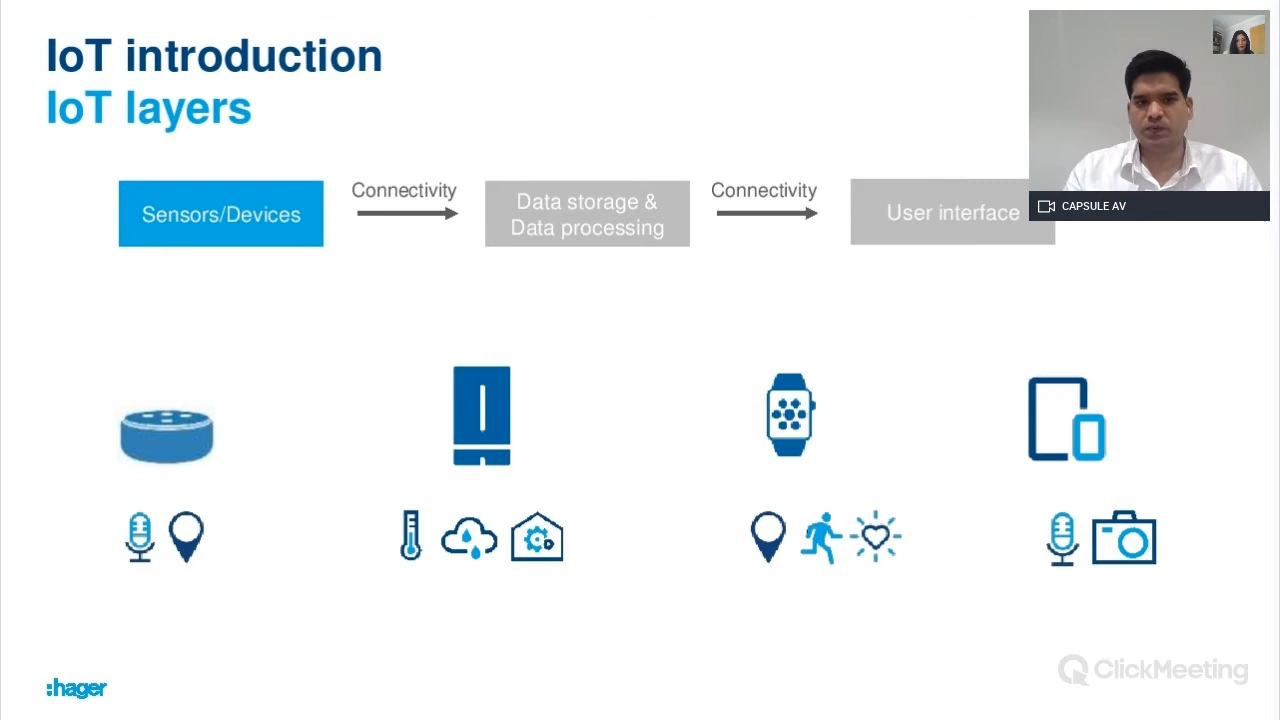 IoT introduction
IoT layers
Sensors/Devices
Connectivity
Data storage &
Data processing
Connectivity
User interface
CAPSULE AV
:hager
ClickMeeting